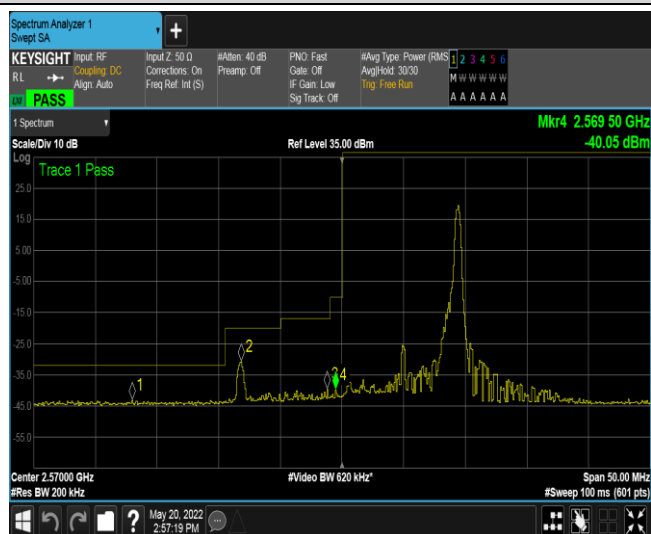 Spectrum Analyzer 1
Swept SA
+
KEYSIGHT
RL
LXI PASS
Input: RF
Coupling: DC
Align: Auto
Input Z: 50 Ω
Corrections: On
Freq Ref: Int (S)
#Atten: 40 dB
Preamp: Off
PNO: Fast
Gate: Off
IF Gain: Low
Sig Track: Off
#Avg Type: Power (RMS
Avg|Hold: 30/30
Trig: Free Run
1 2 3 4 5 6
M W W W W W
A A A A A A
1 Spectrum
Scale/Div 10 dB
Ref Level 35.00 dBm
Mkr4 2.569 50 GHz
-40.05 dBm
Log
Trace 1 Pass
25.0
15.0
5.00
-5.00
-15.0
-25.0
-35.0
-45.0
-55.0
1
2
3
4
Center 2.57000 GHz
#Res BW 200 kHz
#Video BW 620 kHz*
Span 50.00 MHz
#Sweep 100 ms (601 pts)
?
May 20, 2022
2:57:19 PM